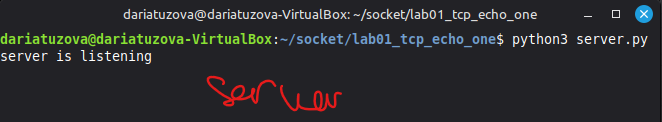 dariatuzova@dariatuzova-VirtualBox: ~/socket/lab01_tcp_echo_one
dariatuzova@dariatuzova-VirtualBox:~/socket/lab01_tcp_echo_one$ python3 server.py
server is listening
server